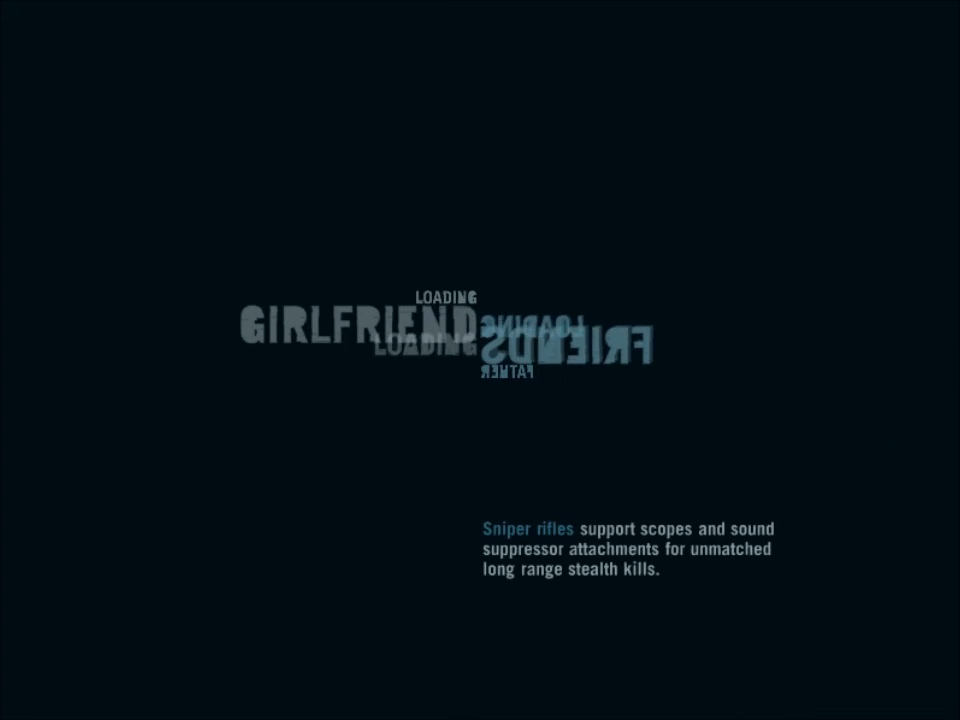 LOADING
GIRLFRIEND
LOADING
LOADING
FRIENDS
FATHER
Sniper rifles support scopes and sound
suppressor attachments for unmatched
long range stealth kills.